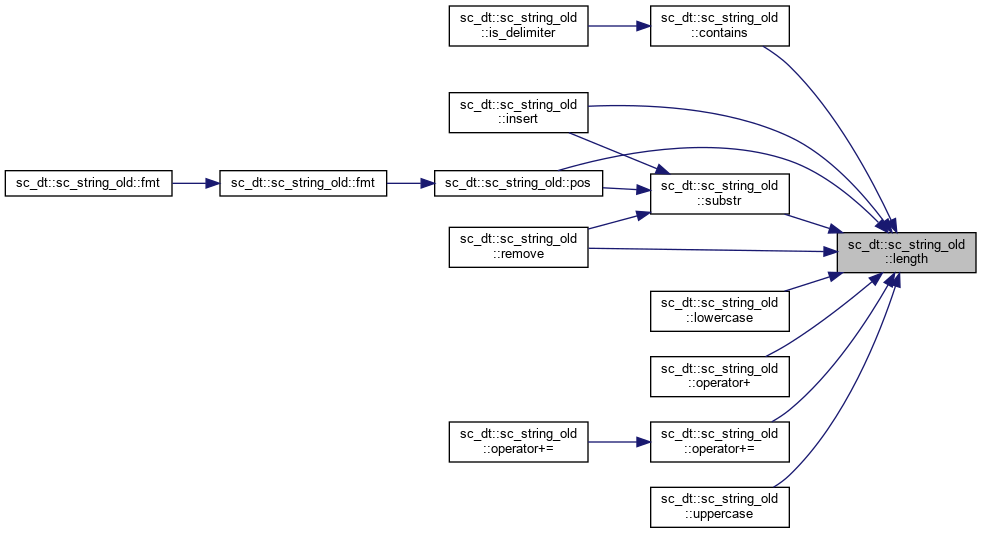 sc_dt::sc_string_old
::is_delimiter
sc_dt::sc_string_old
::contains
sc_dt::sc_string_old
::insert
sc_dt::sc_string_old::fmt
sc_dt::sc_string_old::fmt
sc_dt::sc_string_old::pos
sc_dt::sc_string_old
::substr
sc_dt::sc_string_old
::remove
sc_dt::sc_string_old
::length
sc_dt::sc_string_old
::lowercase
sc_dt::sc_string_old
::operator+
sc_dt::sc_string_old
::operator+=
sc_dt::sc_string_old
::operator+=
sc_dt::sc_string_old
::uppercase